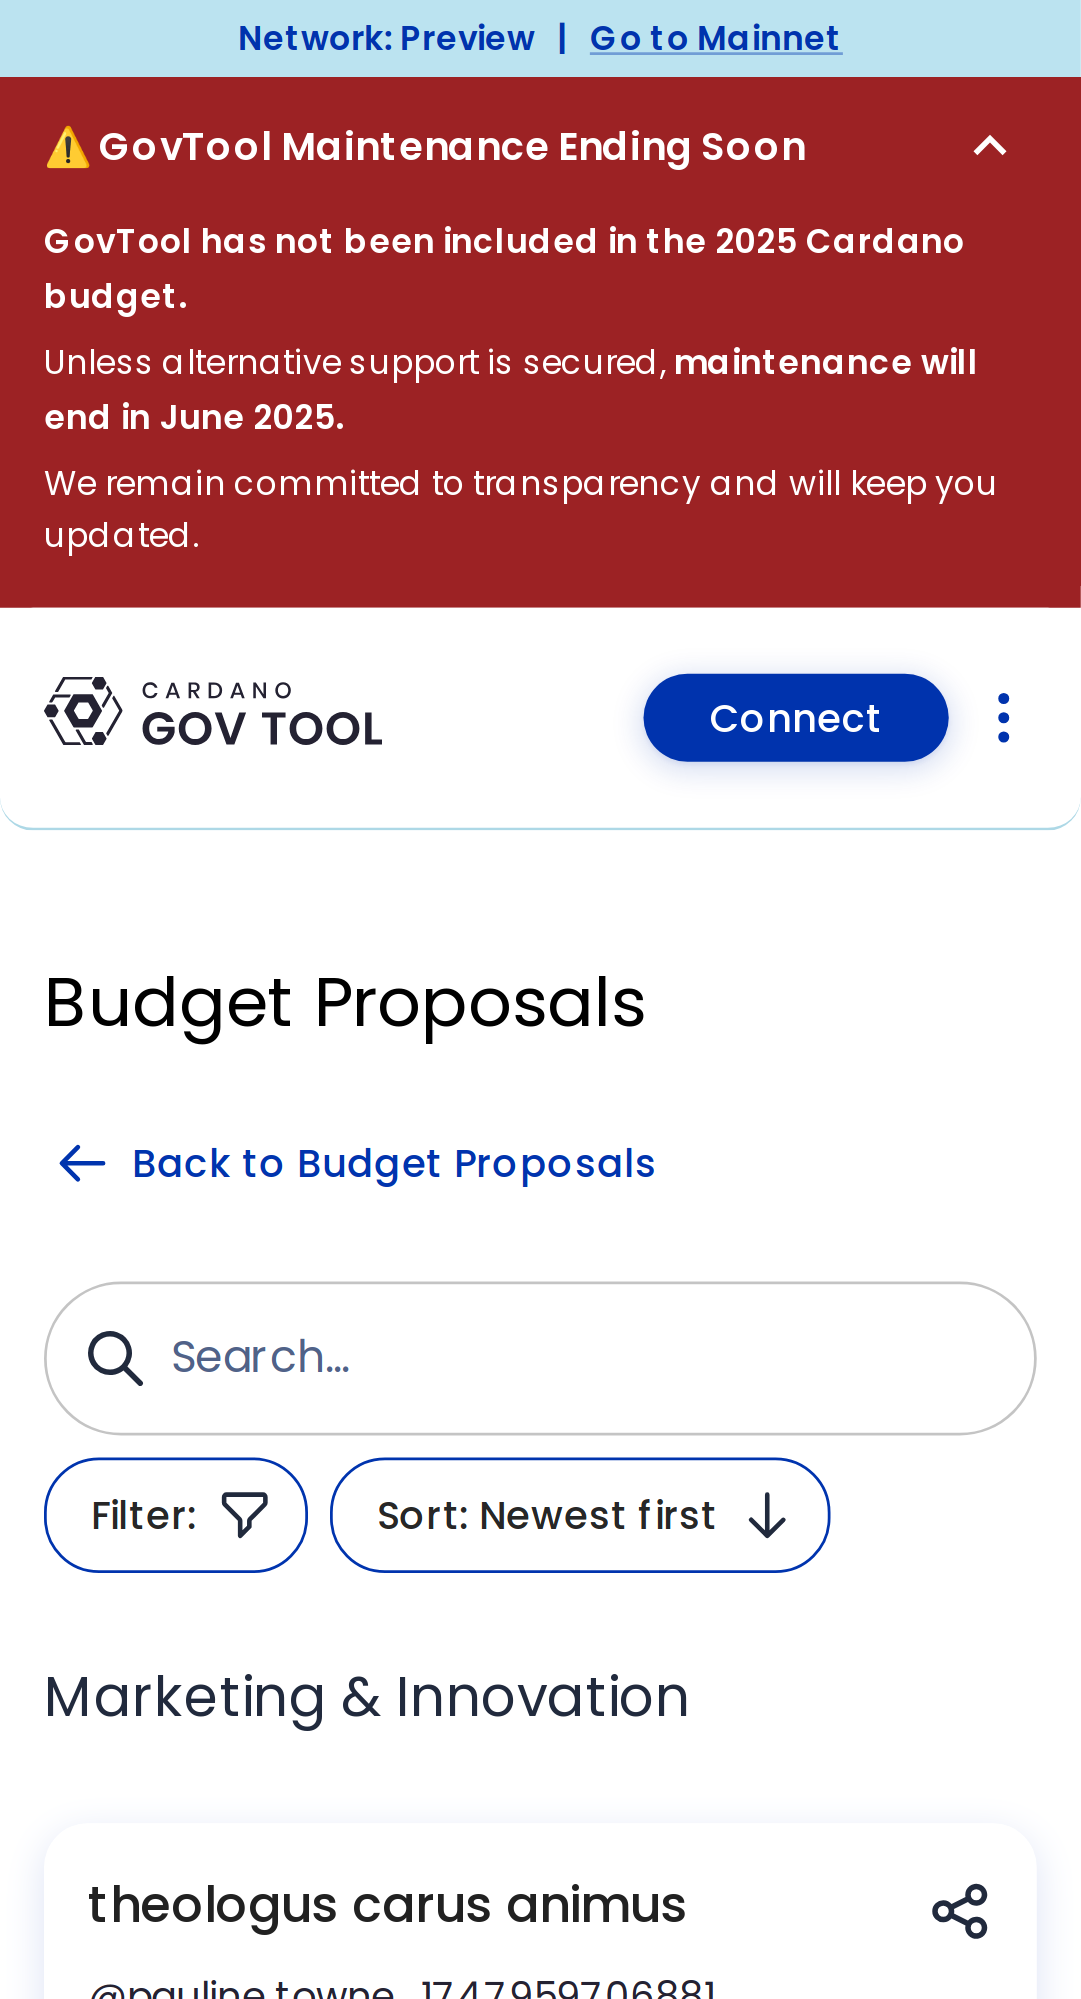 Network: Preview | Go to Mainnet
⚠️ GovTool Maintenance Ending Soon
GovTool has not been included in the 2025 Cardano
budget.
Unless alternative support is secured, maintenance will
end in June 2025.
We remain committed to transparency and will keep you
updated.
CARDANO
GOV TOOL
Connect
Budget Proposals
Back to Budget Proposals
Search...
Filter:
Sort: Newest first
Marketing & Innovation
theologus carus animus
@pauline.towne_1747959706881